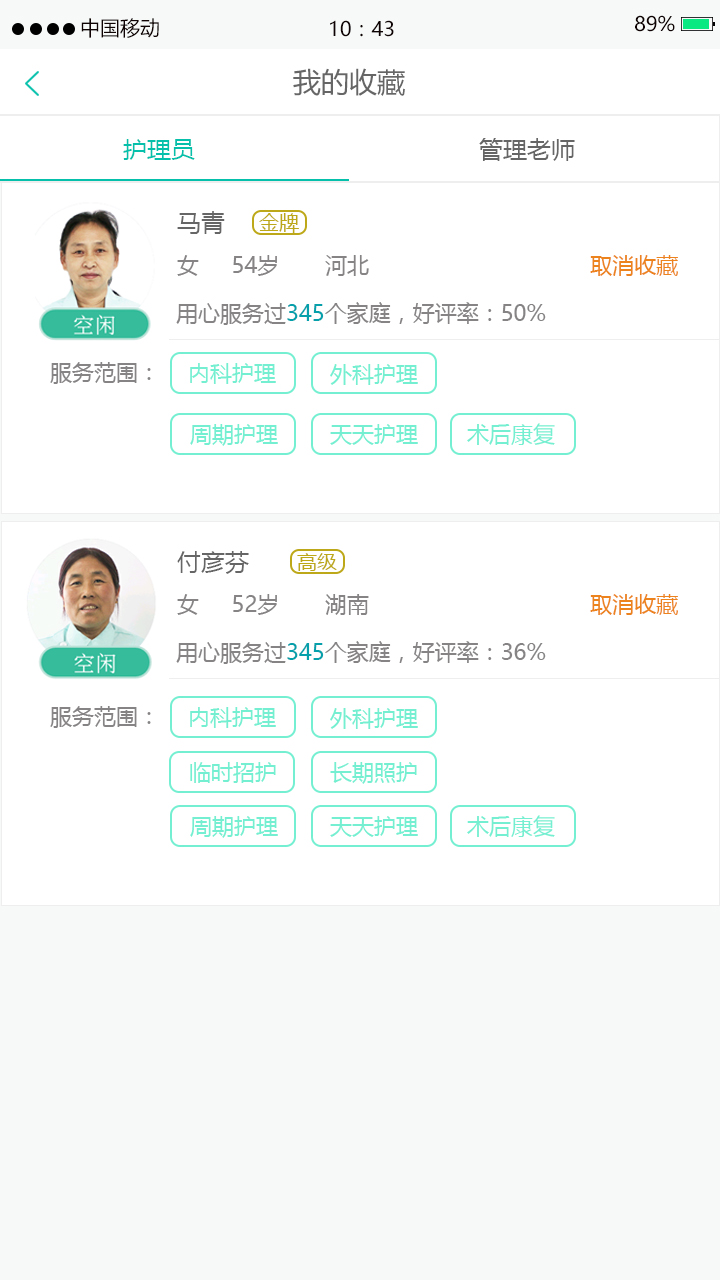 中国移动 10：43 89%
我的收藏
护理员 管理老师
马青 金牌
女 54岁 河北 取消收藏
用心服务过345个家庭，好评率：50%
空闲
服务范围： 内科护理 外科护理
周期护理 天天护理 术后康复
付彦芬 高级
女 52岁 湖南 取消收藏
用心服务过345个家庭，好评率：36%
空闲
服务范围： 内科护理 外科护理
临时招护 长期照护
周期护理 天天护理 术后康复